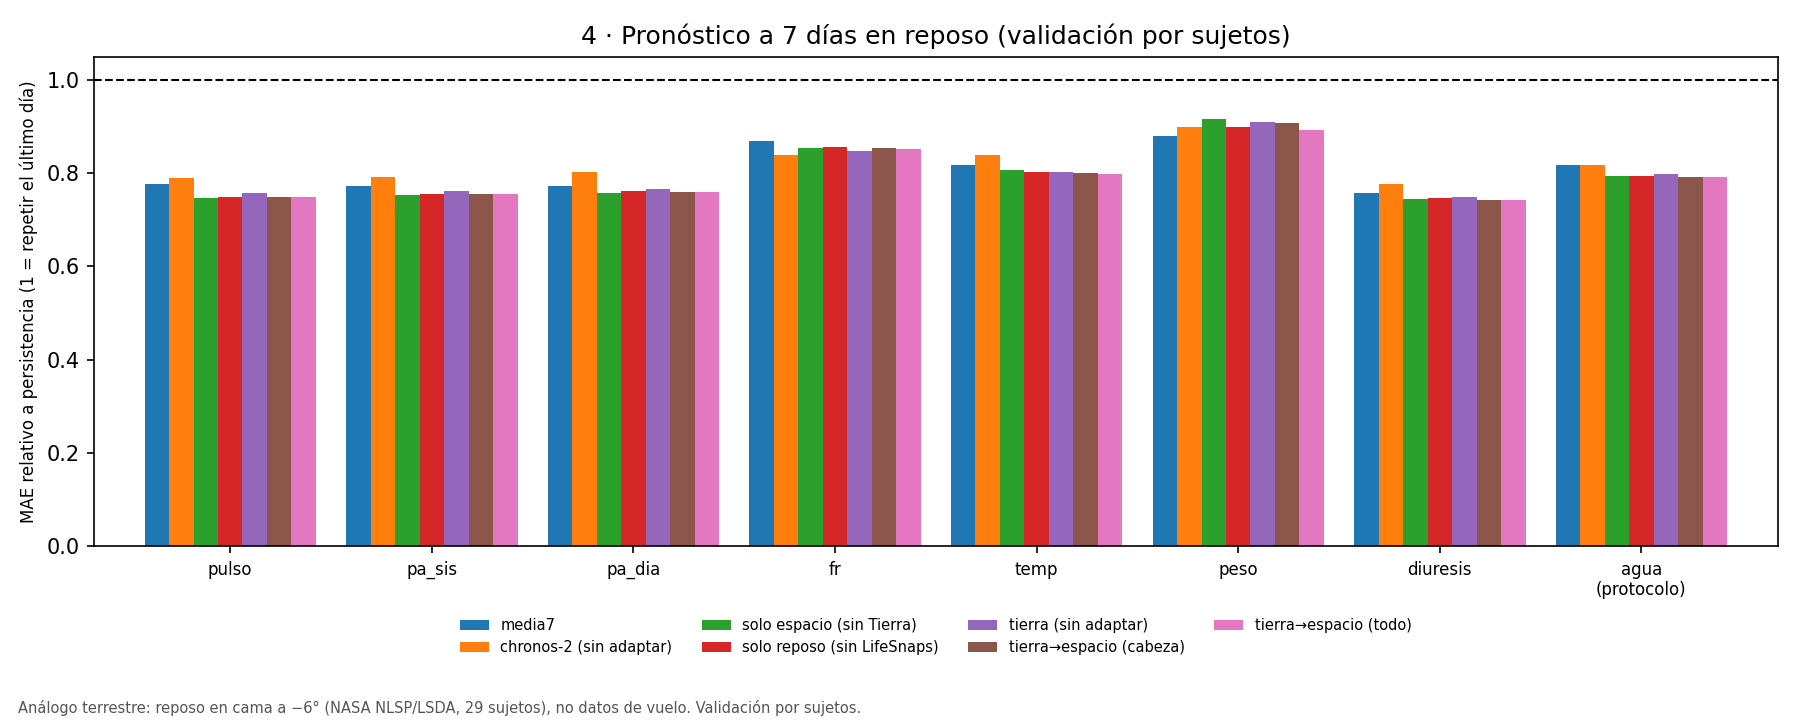 4 · Pronóstico a 7 días en reposo (validación por sujetos)
MAE relativo a persistencia (1 = repetir el último día)
1.0
0.8
0.6
0.4
0.2
0.0
pulso
pa_sis
pa_dia
fr
temp
peso
diuresis
agua
(protocolo)
media7
chronos-2 (sin adaptar)
solo espacio (sin Tierra)
solo reposo (sin LifeSnaps)
tierra (sin adaptar)
tierra→espacio (cabeza)
tierra→espacio (todo)
Análogo terrestre: reposo en cama a −6° (NASA NLSP/LSDA, 29 sujetos), no datos de vuelo. Validación por sujetos.